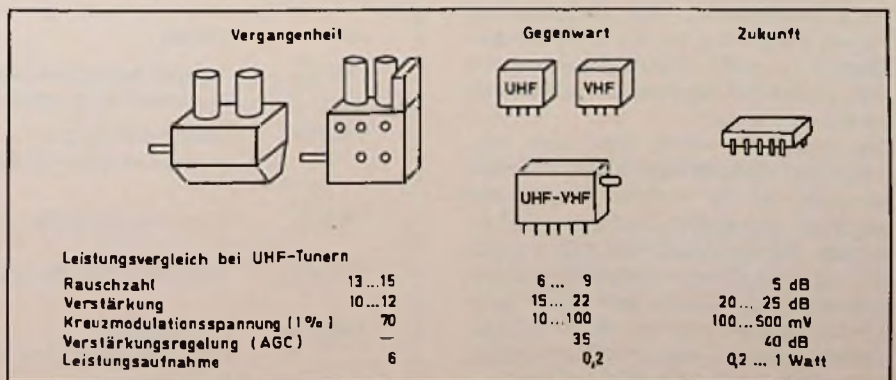 Vergangenheit Gegenwart Zukunft
UHF VHF
UHF-VHF
Leistungsvergleich bei UHF-Tunern
Rauschzahl 13...15 6... 9 5 dB
Verstärkung 10...12 15... 22 20... 25 dB
Kreuzmodulationsspannung (1%) 70 10...100 100...500 mV
Verstärkungsregelung (AGC) — 35 40 dB
Leistungsaufnahme 6 0,2 0,2 ... 1 Watt